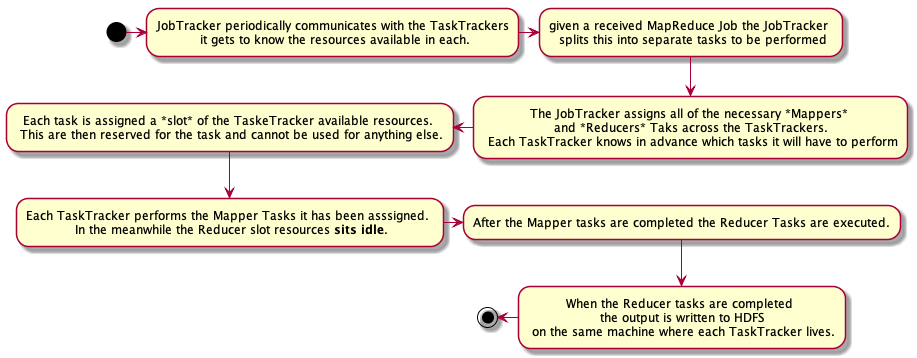 JobTracker periodically communicates with the TaskTrackers
it gets to know the resources available in each.
given a received MapReduce Job the JobTracker
splits this into separate tasks to be performed
The JobTracker assigns all of the necessary *Mappers*
and *Reducers* Taks across the TaskTrackers.
Each TaskTracker knows in advance which tasks it will have to perform
Each task is assigned a *slot* of the TaskeTracker available resources.
This are then reserved for the task and cannot be used for anything else.
Each TaskTracker performs the Mapper Tasks it has been asssigned.
In the meanwhile the Reducer slot resources sits idle.
After the Mapper tasks are completed the Reducer Tasks are executed.
When the Reducer tasks are completed
the output is written to HDFS
on the same machine where each TaskTracker lives.